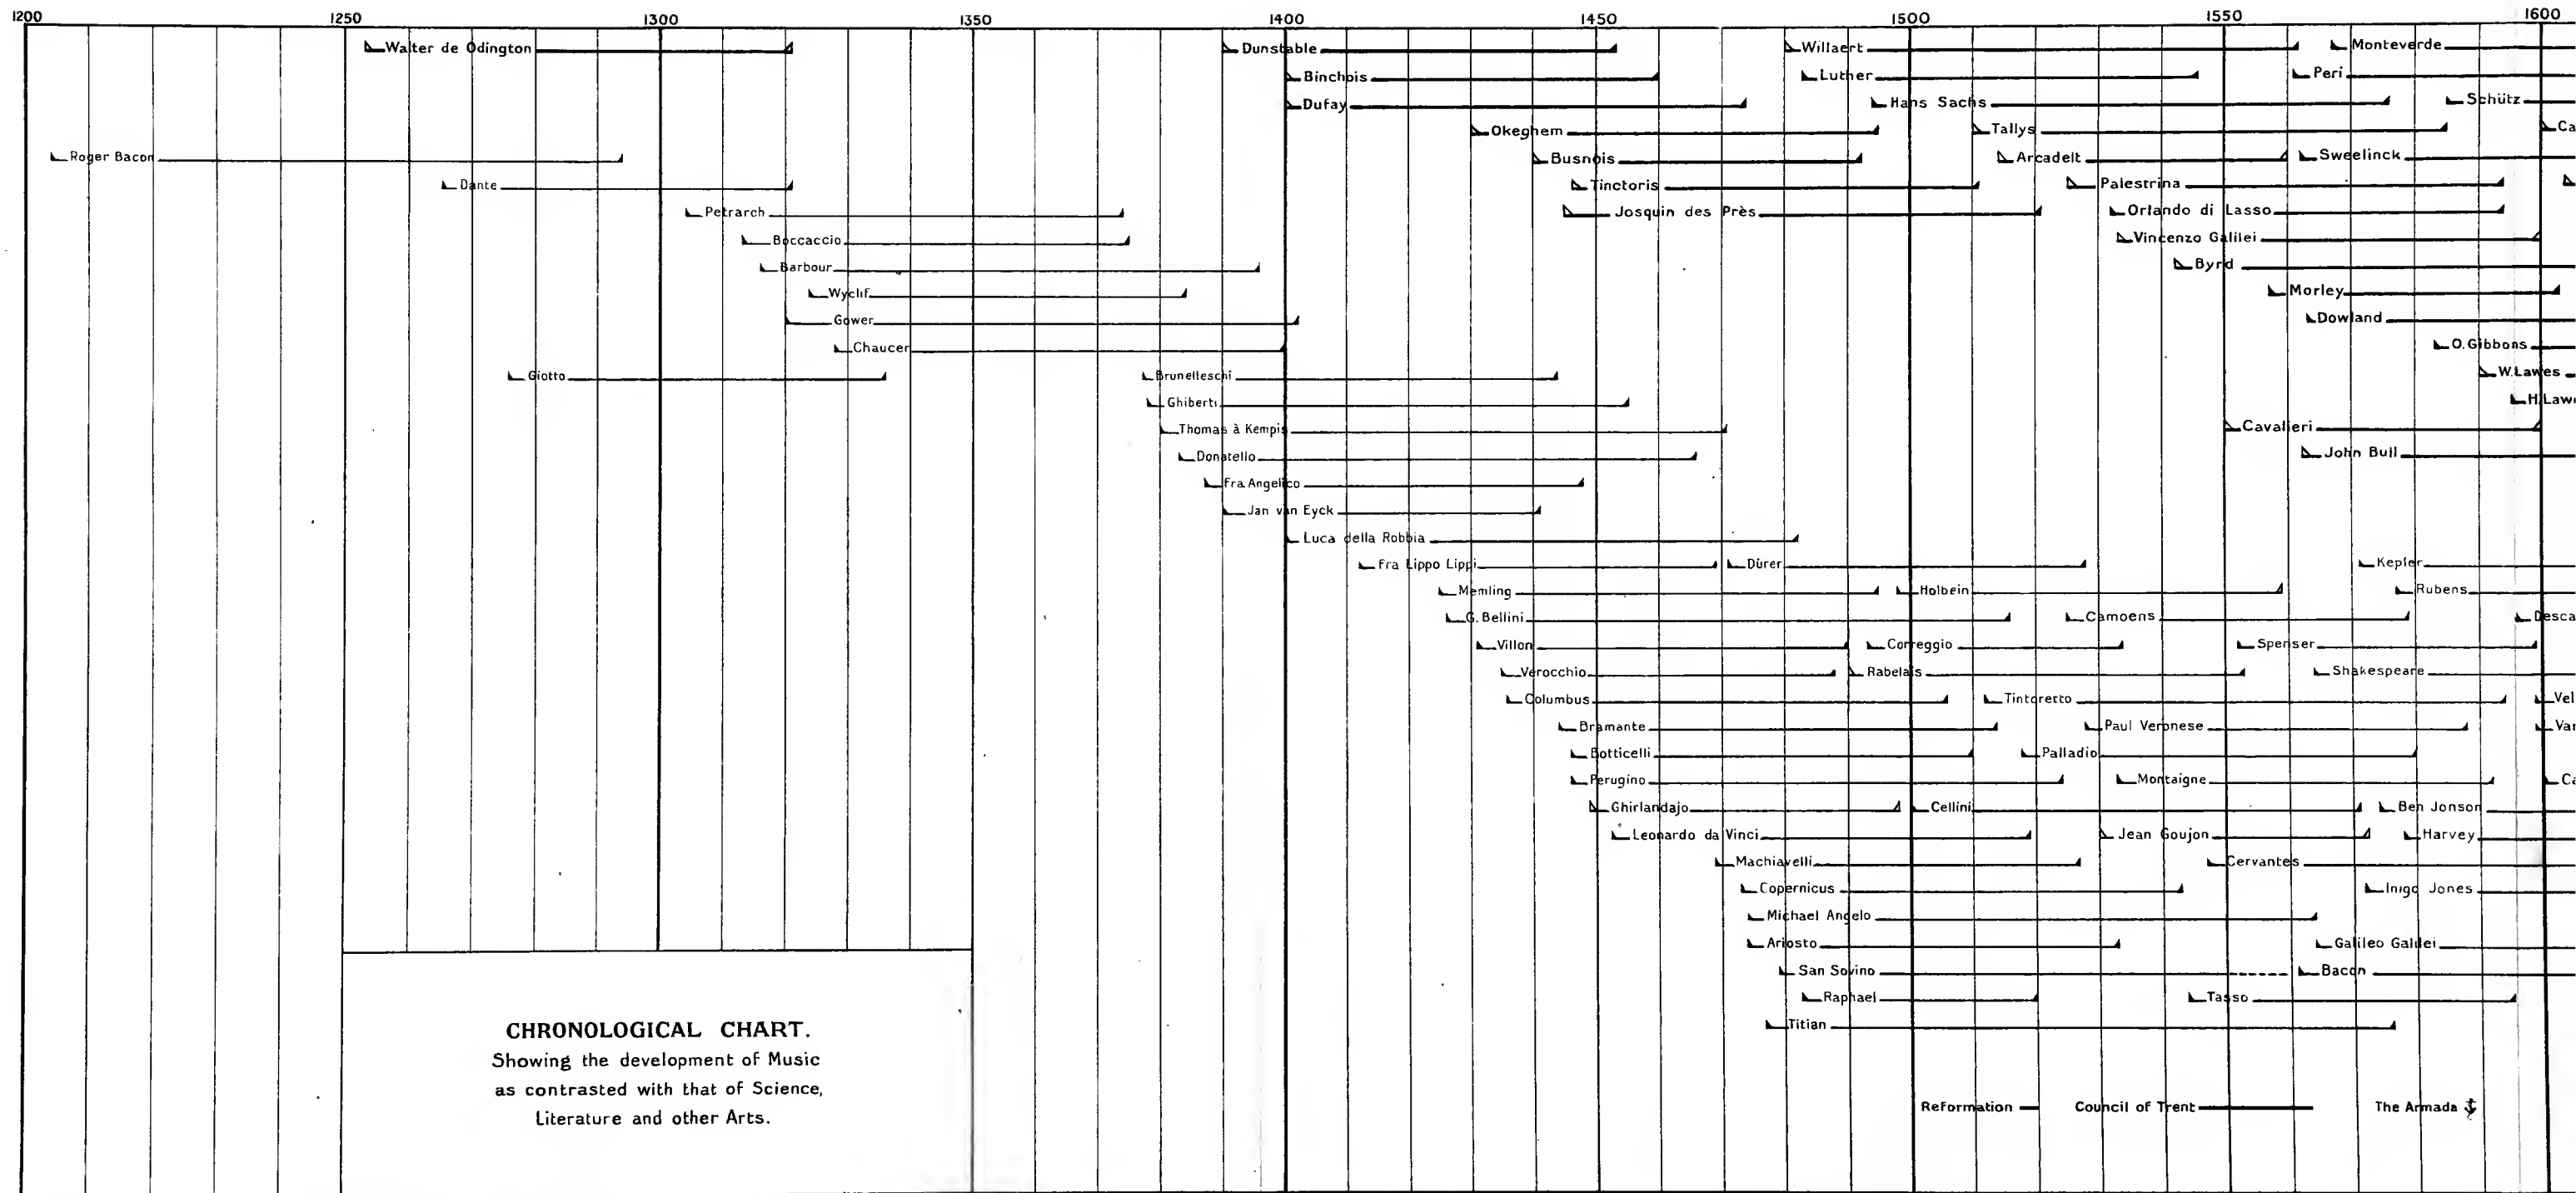 1200 1250 1300 1350 1400 1450 1500 1550 1600
Walter de Odington Dunstable Willaert Monteverde
Binchois Luther Peri
Dufay Hans Sachs Schütz
Okeghem Tallys Ca
Roger Bacon Busnois Arcadelt Sweelinck
Dante Tinctoris Palestrina
Petrarch Josquin des Près Orlando di Lasso
Boccaccio Vincenzo Galilei
Barbour Byrd
Wyclif Morley
Gower Dowland
Chaucer O. Gibbons
Giotto Brunelleschi W. Lawes
Ghiberti H. Law
Thomas à Kempis Cavalieri
Donatello John Bull
Fra Angelico
Jan van Eyck
Luca della Robbia
Fra Lippo Lippi Dürer Kepler
Memling Holbein Rubens
G. Bellini Camoens Desca
Villon Correggio Spenser
Verocchio Rabelais Shakespeare
Columbus Tintoretto Vel
Bramante Paul Veronese Van
Botticelli Palladio
Perugino Montaigne Ca
Ghirlandajo Cellini Ben Jonson
Leonardo da Vinci Jean Goujon Harvey
Machiavelli Cervantes
Copernicus Inigo Jones
Michael Angelo
Ariosto Galileo Galilei
San Sovino Bacon
Raphael Tasso
Titian
CHRONOLOGICAL CHART.
Showing the development of Music
as contrasted with that of Science,
Literature and other Arts.
Reformation Council of Trent The Armada